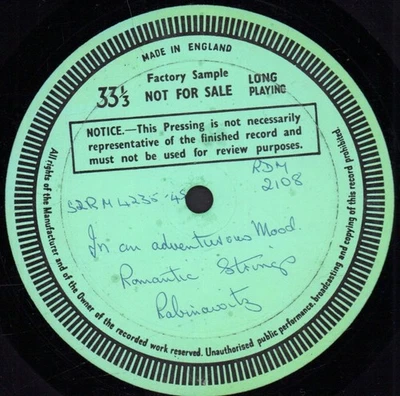 MADE IN ENGLAND
Factory Sample
33⅓ NOT FOR SALE LONG PLAYING
NOTICE.—This Pressing is not necessarily
representative of the finished record and
must not be used for review purposes.
RDM
2108
In an adventurous Mood.
Romantic Strings
Rabinowitz
All rights of the Manufacturer and of the Owner of the recorded work reserved. Unauthorised public performance, broadcasting and copying of this record prohibited.